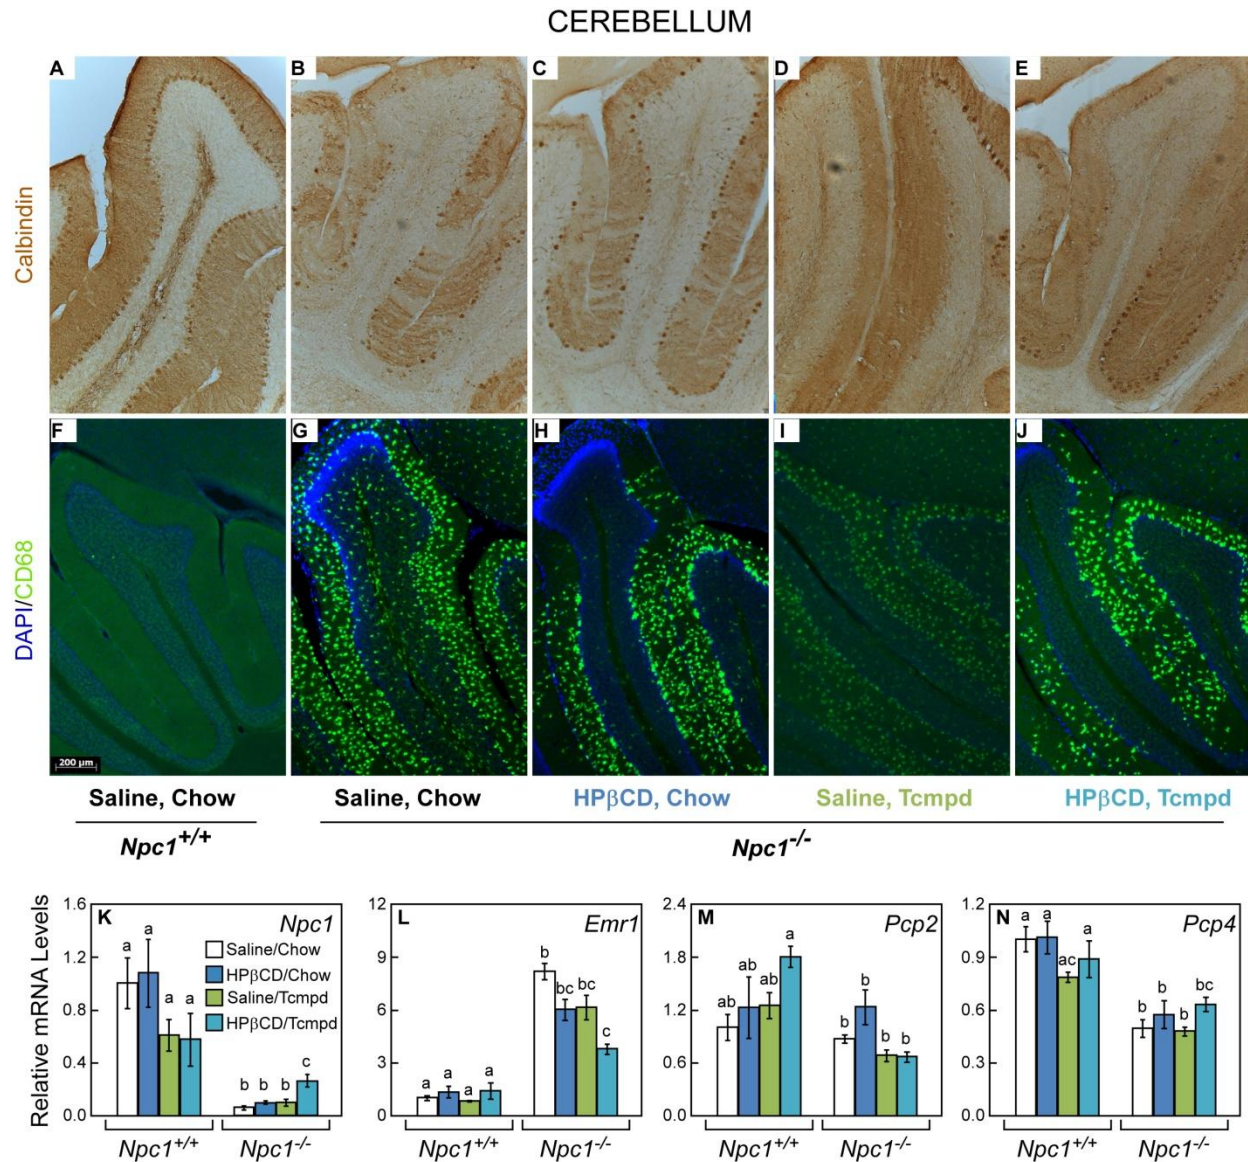 CEREBELLUM
A B C D E
Calbindin
F G H I J
DAPI/CD68
200 µm
Saline, Chow Saline, Chow HPβCD, Chow Saline, Tcmpd HPβCD, Tcmpd
Npc1+/+ Npc1-/-
Relative mRNA Levels
K Npc1
1.6
1.2
0.8
0.4
0.0
a a a a b b b c
Saline/Chow
HPβCD/Chow
Saline/Tcmpd
HPβCD/Tcmpd
Npc1+/+ Npc1-/-
L Emr1
12
9
6
3
0
a a a a b bc bc c
Npc1+/+ Npc1-/-
M Pcp2
2.4
1.8
1.2
0.6
0.0
ab ab ab a b b b b
Npc1+/+ Npc1-/-
N Pcp4
1.2
0.9
0.6
0.3
0.0
a a ac a b b b bc
Npc1+/+ Npc1-/-